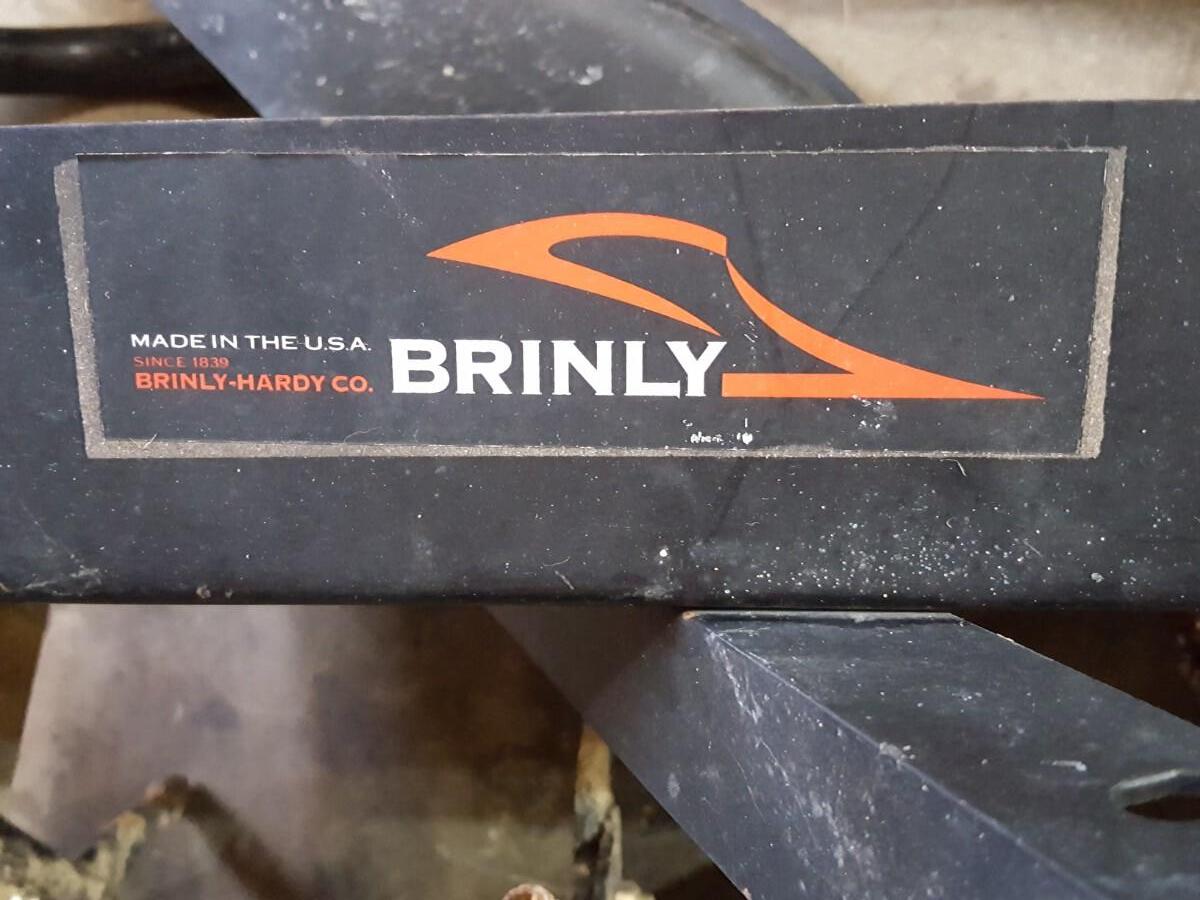 MADE IN THE U.S.A.
SINCE 1839
BRINLY-HARDY CO.
BRINLY